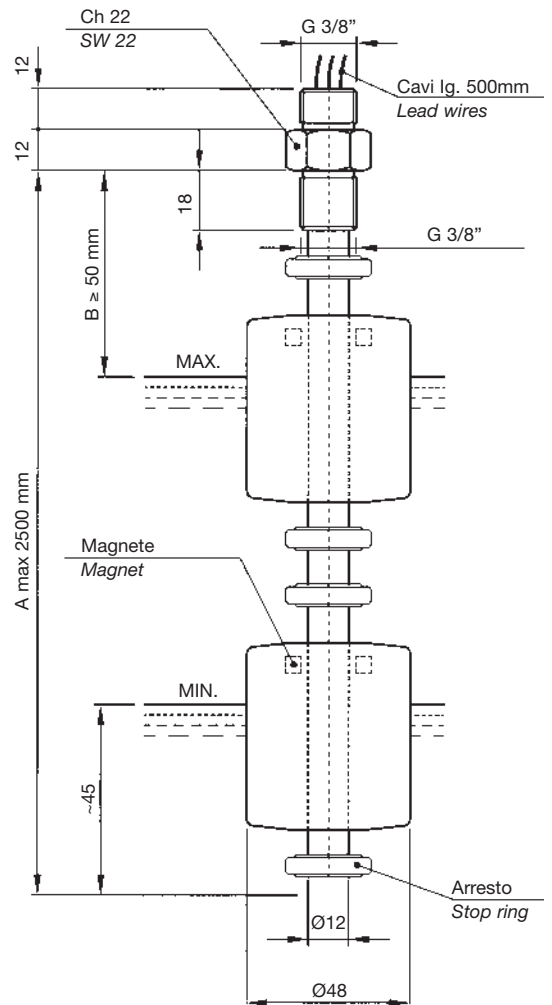 Ch 22
SW 22
G 3/8”
12
Cavi lg. 500mm
Lead wires
12
18
G 3/8”
B ≥ 50 mm
MAX.
A max 2500 mm
Magnete
Magnet
MIN.
~45
Arresto
Stop ring
Ø12
Ø48